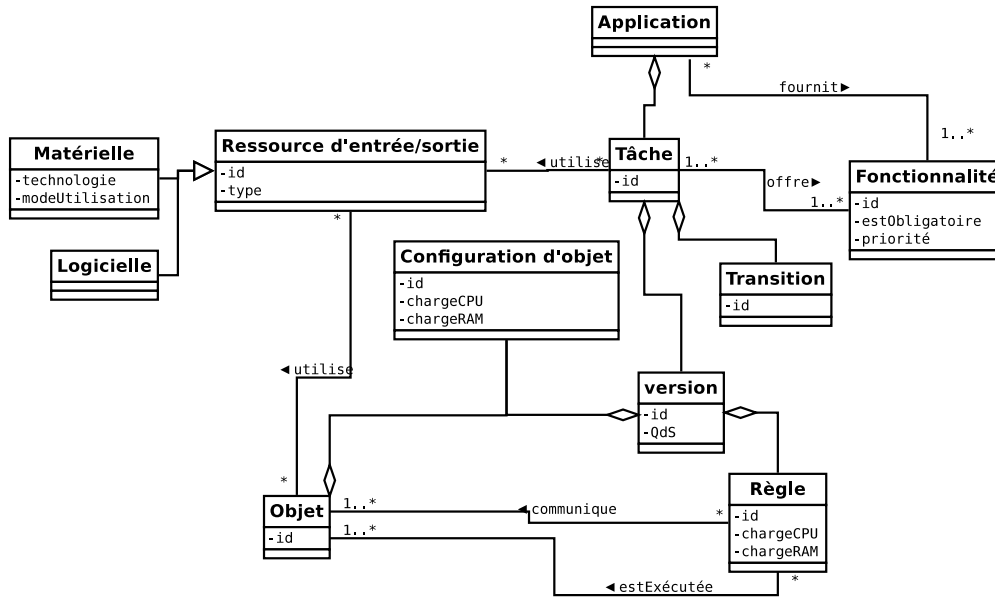 Application
*
fournit ►
1..*
Matérielle
-technologie
-modeUtilisation
Ressource d'entrée/sortie
-id
-type
*
◄ utilise
*
Tâche
-id
1..*
offre ►
1..*
Fonctionnalité
-id
-estObligatoire
-priorité
*
Logicielle
Configuration d'objet
-id
-chargeCPU
-chargeRAM
Transition
-id
◄ utilise
version
-id
-QdS
*
Objet
-id
1..*
◄ communique
*
1..*
Règle
-id
-chargeCPU
-chargeRAM
◄ estExécutée
*